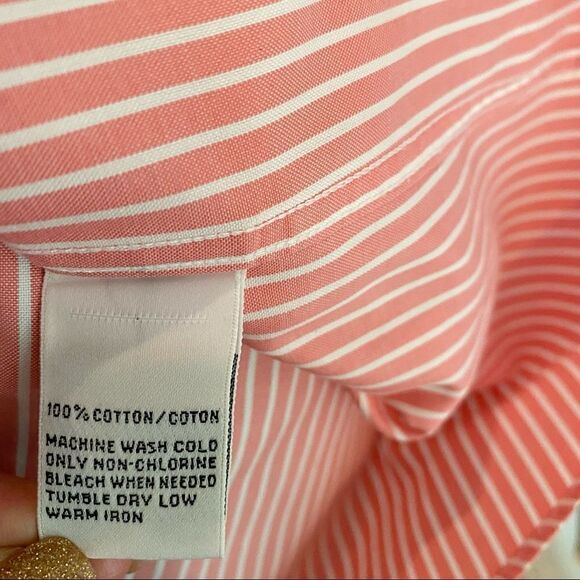 100% COTTON/COTON
MACHINE WASH COLD
ONLY NON-CHLORINE
BLEACH WHEN NEEDED
TUMBLE DRY LOW
WARM IRON